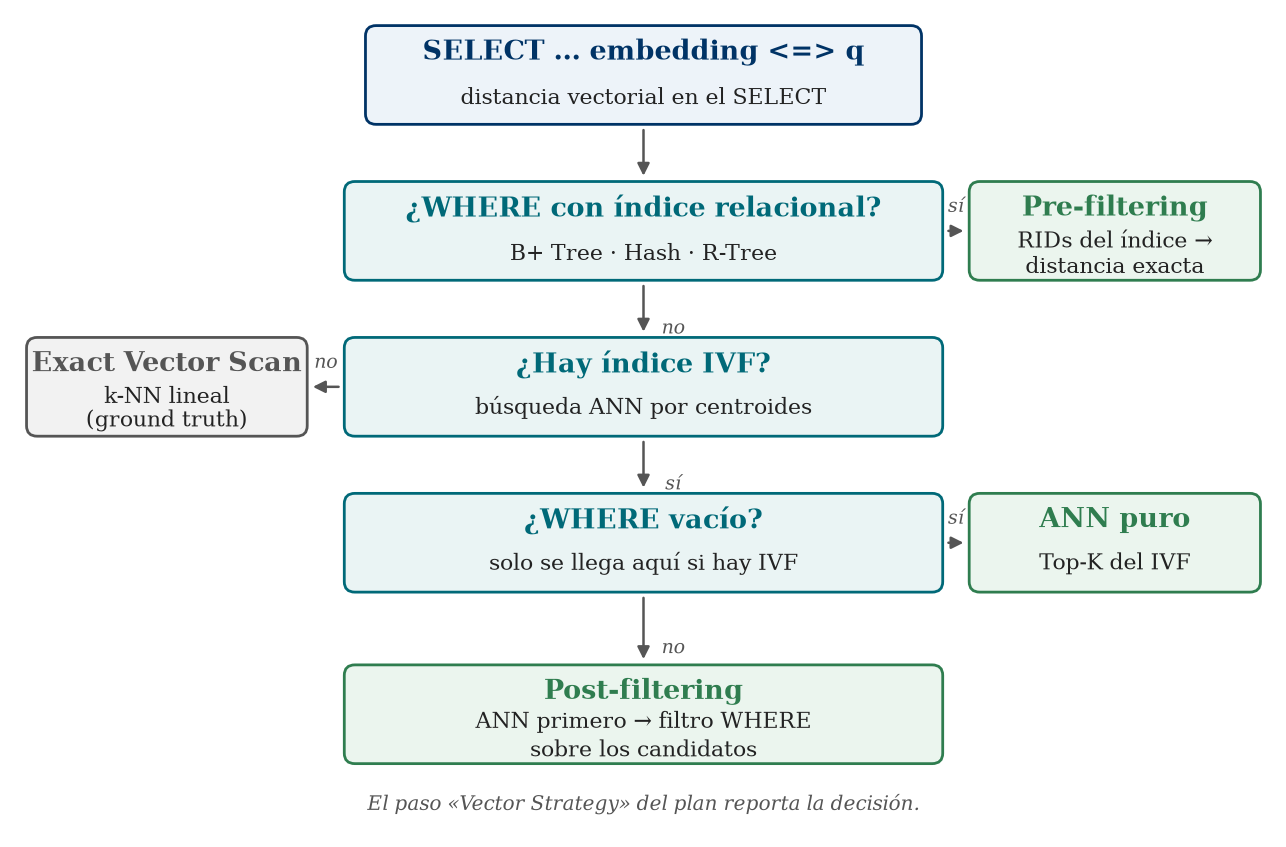 SELECT ... embedding <=> q
distancia vectorial en el SELECT
¿WHERE con índice relacional?
B+ Tree · Hash · R-Tree
sí
Pre-filtering
RIDs del índice →
distancia exacta
no
Exact Vector Scan
k-NN lineal
(ground truth)
no
¿Hay índice IVF?
búsqueda ANN por centroides
sí
¿WHERE vacío?
solo se llega aquí si hay IVF
sí
ANN puro
Top-K del IVF
no
Post-filtering
ANN primero → filtro WHERE
sobre los candidatos
El paso «Vector Strategy» del plan reporta la decisión.